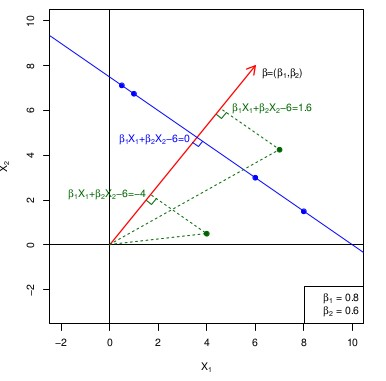 10
8
6
4
2
0
−2
X₂
β=(β₁,β₂)
β₁X₁+β₂X₂−6=1.6
β₁X₁+β₂X₂−6=0
β₁X₁+β₂X₂−6=−4
β₁ = 0.8
β₂ = 0.6
−2 0 2 4 6 8 10
X₁